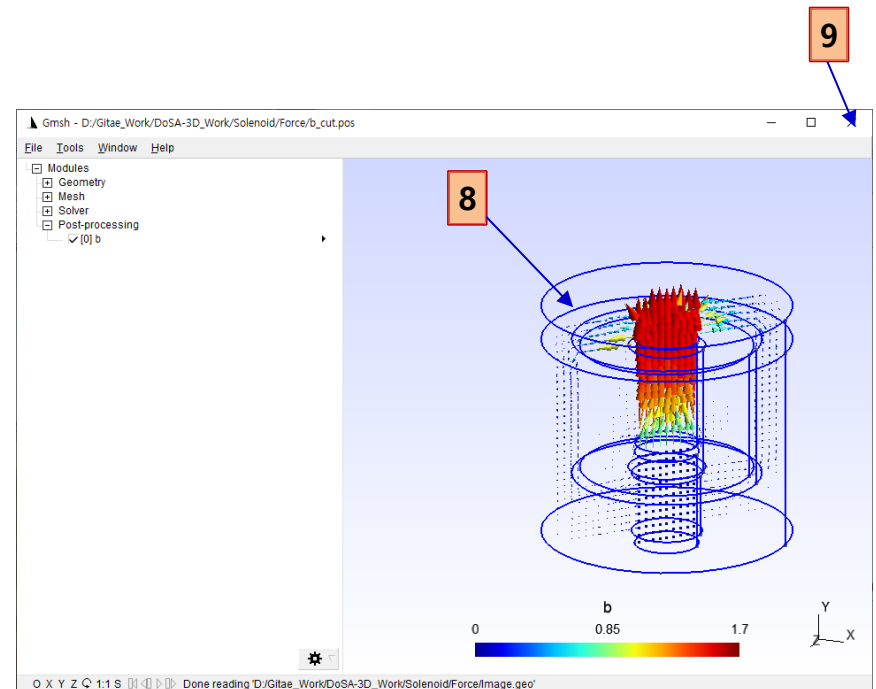 9
Gmsh - D:/Gitae_Work/DoSA-3D_Work/Solenoid/Force/b_cut.pos
File Tools Window Help
Modules
Geometry
Mesh
Solver
Post-processing
[0] b
8
b
0 0.85 1.7
Y
Z X
O X Y Z 1:1 S Done reading 'D:/Gitae_Work/DoSA-3D_Work/Solenoid/Force/Image.geo'